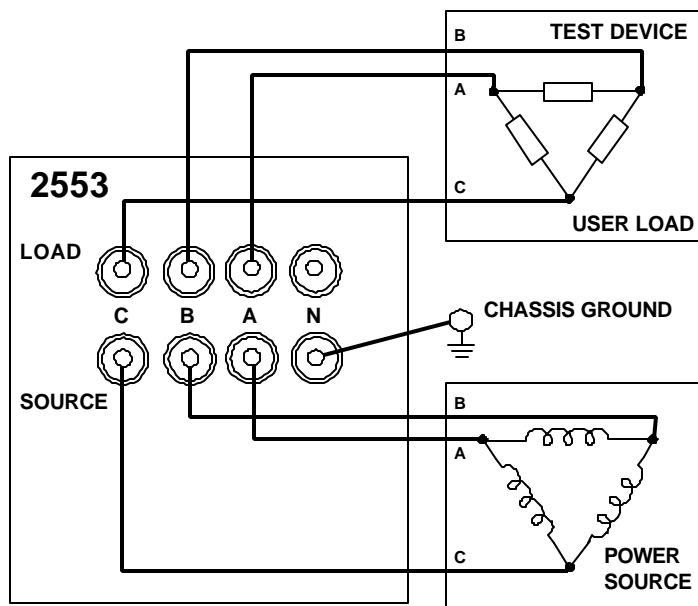 B
TEST DEVICE
A
C
USER LOAD
2553
LOAD
C B A N
CHASSIS GROUND
SOURCE
B
A
C
POWER
SOURCE